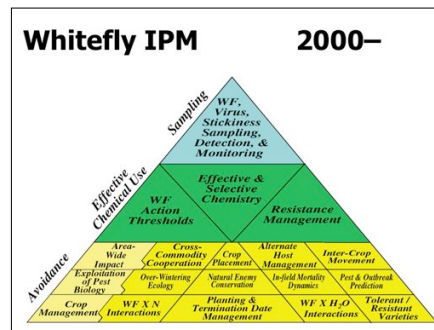 Whitefly IPM 2000–
Sampling
WF,
Virus,
Stickiness
Sampling,
Detection, &
Monitoring
Effective
Chemical Use
WF
Action
Thresholds
Effective &
Selective
Chemistry
Resistance
Management
Avoidance
Area-
Wide
Impact
Cross-
Commodity
Cooperation
Crop
Placement
Alternate
Host
Management
Inter-Crop
Movement
Exploitation
of Pest
Biology
Over-Wintering
Ecology
Natural Enemy
Conservation
In-field Mortality
Dynamics
Pest & Outbreak
Prediction
Crop
Management
WF X N
Interactions
Planting &
Termination Date
Management
WF X H2O
Interactions
Tolerant /
Resistant
Varieties